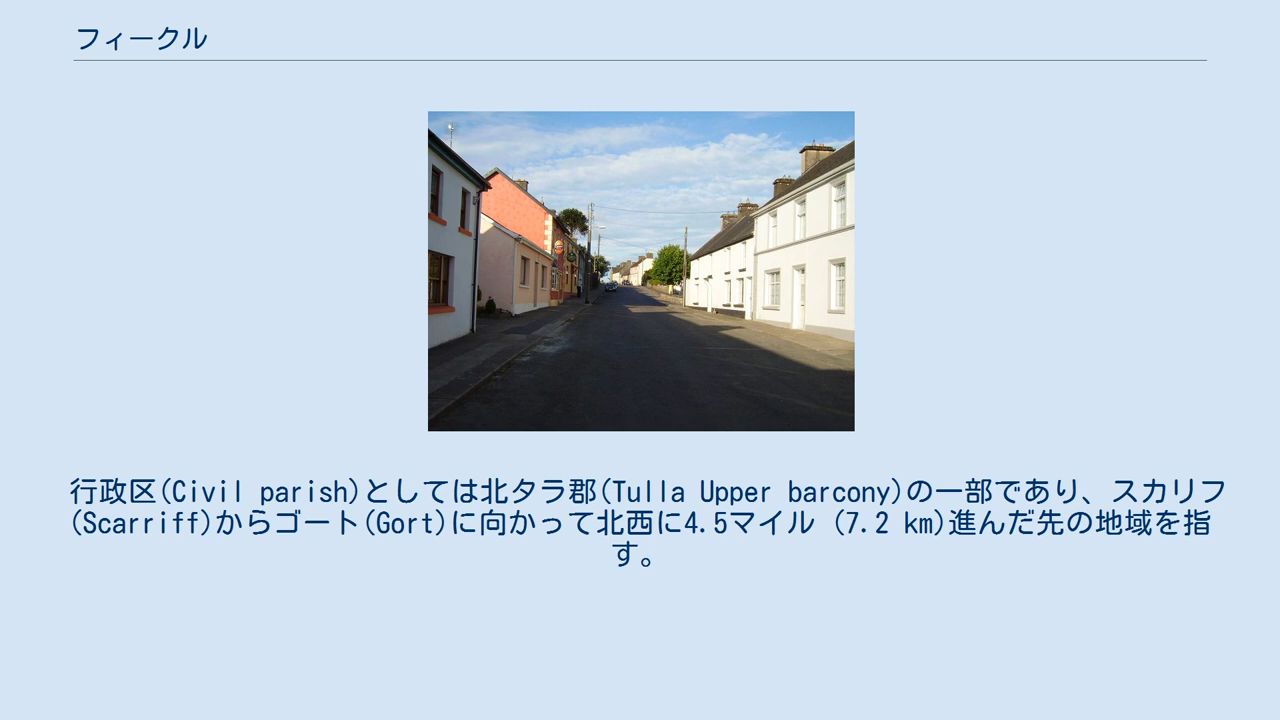 フィークル
行政区(Civil parish)としては北タラ郡(Tulla Upper barcony)の一部であり、スカリフ
(Scarriff)からゴート(Gort)に向かって北西に4.5マイル (7.2 km)進んだ先の地域を指
す。